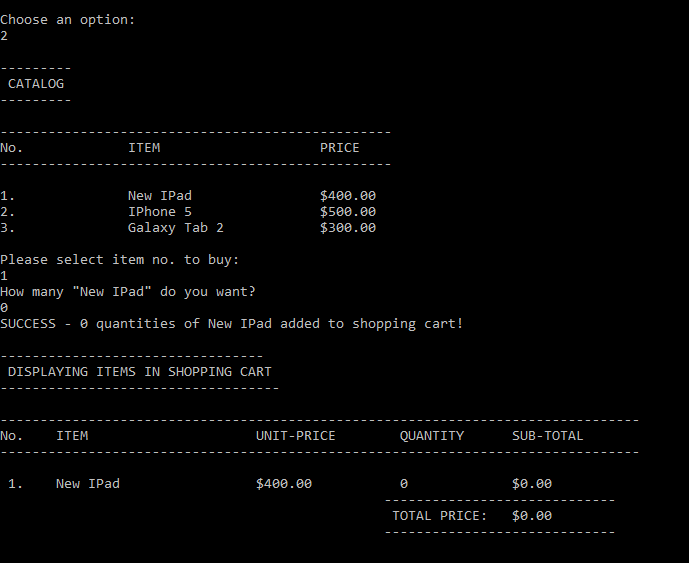 Choose an option:
2
---------
 CATALOG
---------
-------------------------------------------------
No.             ITEM                    PRICE
-------------------------------------------------
1.              New IPad                $400.00
2.              IPhone 5                $500.00
3.              Galaxy Tab 2            $300.00
Please select item no. to buy:
1
How many "New IPad" do you want?
0
SUCCESS - 0 quantities of New IPad added to shopping cart!
---------------------------------
 DISPLAYING ITEMS IN SHOPPING CART
-----------------------------------
--------------------------------------------------------------------------------
No.    ITEM                     UNIT-PRICE        QUANTITY      SUB-TOTAL
--------------------------------------------------------------------------------
 1.    New IPad                 $400.00           0             $0.00
                                                -----------------------------
                                                 TOTAL PRICE:   $0.00
                                                -----------------------------